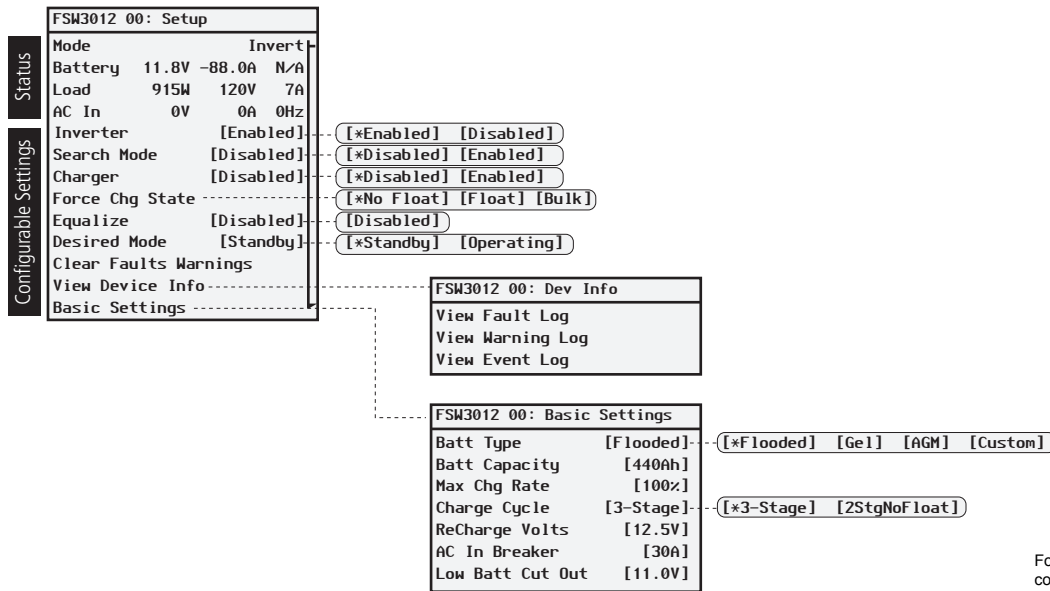 FSW3012 00: Setup
Status
Mode Invert
Battery 11.8V -88.0A N/A
Load 915W 120V 7A
AC In 0V 0A 0Hz
Configurable Settings
Inverter [Enabled] [*Enabled] [Disabled]
Search Mode [Disabled] [*Disabled] [Enabled]
Charger [Disabled] [*Disabled] [Enabled]
Force Chg State [*No Float] [Float] [Bulk]
Equalize [Disabled] [Disabled]
Desired Mode [Standby] [*Standby] [Operating]
Clear Faults Warnings
View Device Info
Basic Settings
FSW3012 00: Dev Info
View Fault Log
View Warning Log
View Event Log
FSW3012 00: Basic Settings
Batt Type [Flooded] [*Flooded] [Gel] [AGM] [Custom]
Batt Capacity [440Ah]
Max Chg Rate [100%]
Charge Cycle [3-Stage] [*3-Stage] [2StgNoFloat]
ReCharge Volts [12.5V]
AC In Breaker [30A]
Low Batt Cut Out [11.0V]